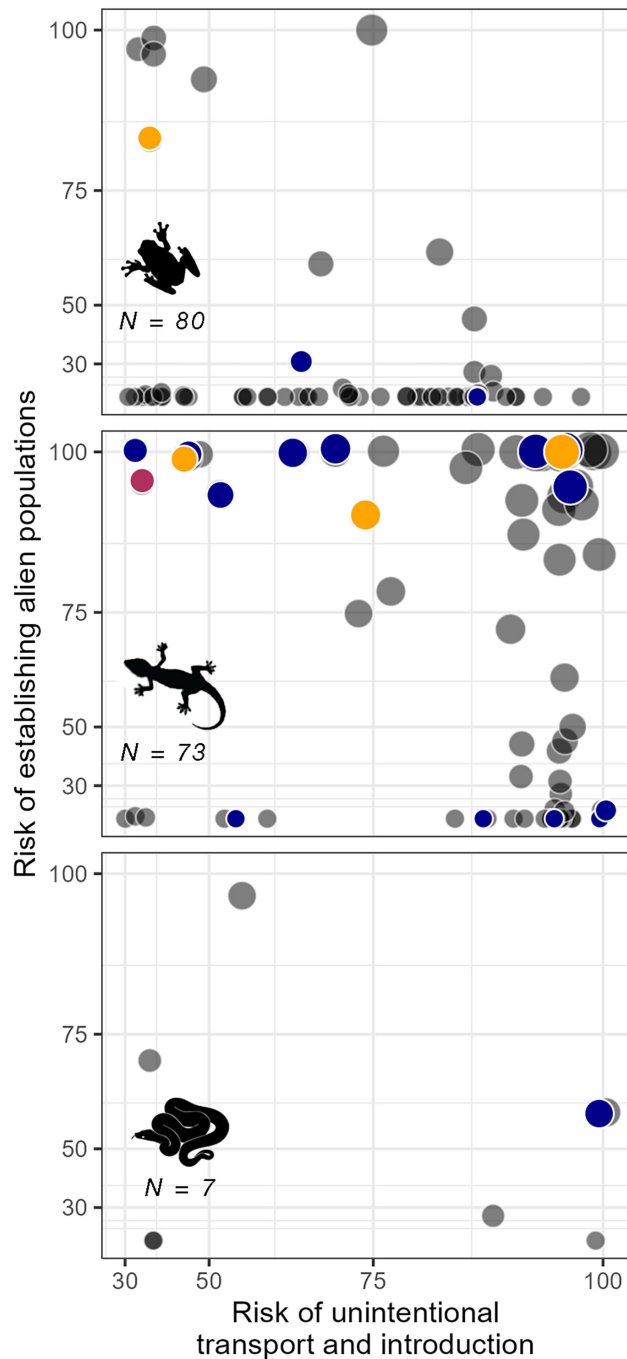 100
75
50
30
N = 80
100
75
50
30
N = 73
100
75
50
30
N = 7
Risk of establishing alien populations
30 50 75 100
Risk of unintentional
transport and introduction